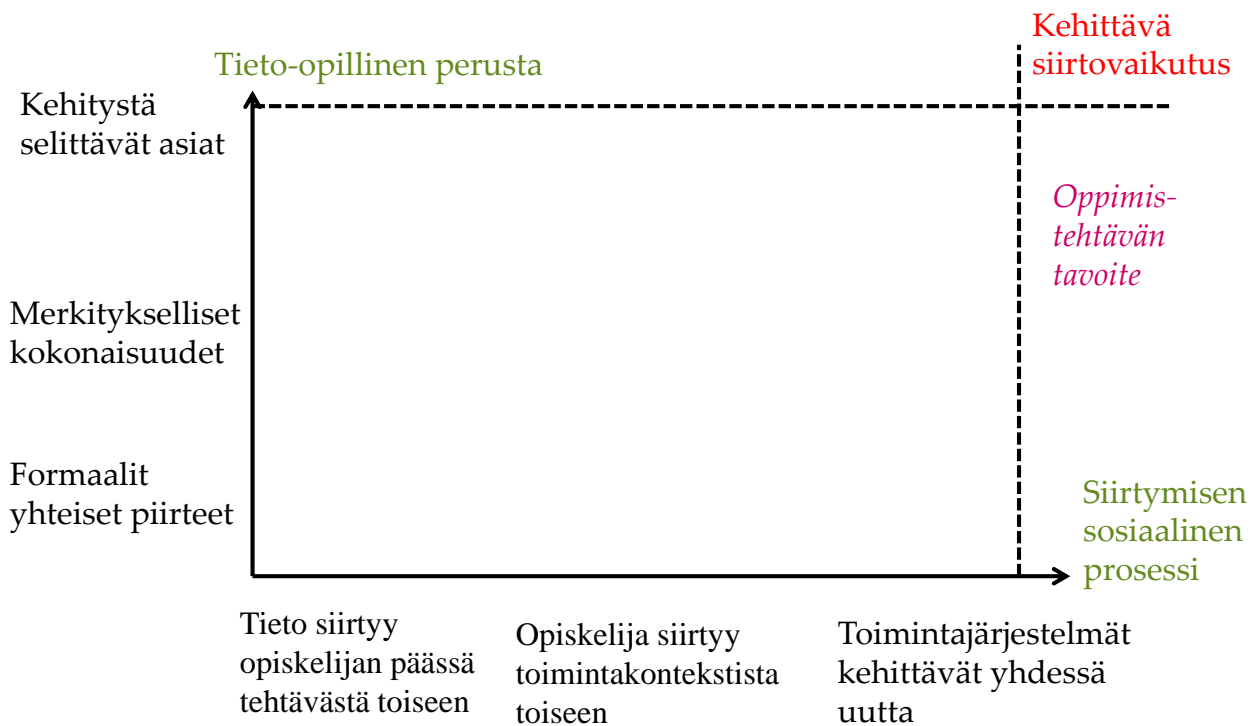 Kehittävä
siirtovaikutus
Tieto-opillinen perusta
Kehitystä
selittävät asiat
Oppimis-
tehtävän
tavoite
Merkitykselliset
kokonaisuudet
Formaalit
yhteiset piirteet
Siirtymisen
sosiaalinen
prosessi
Tieto siirtyy
opiskelijan päässä
tehtävästä toiseen
Opiskelija siirtyy
toimintakontekstista
toiseen
Toimintajärjestelmät
kehittävät yhdessä
uutta